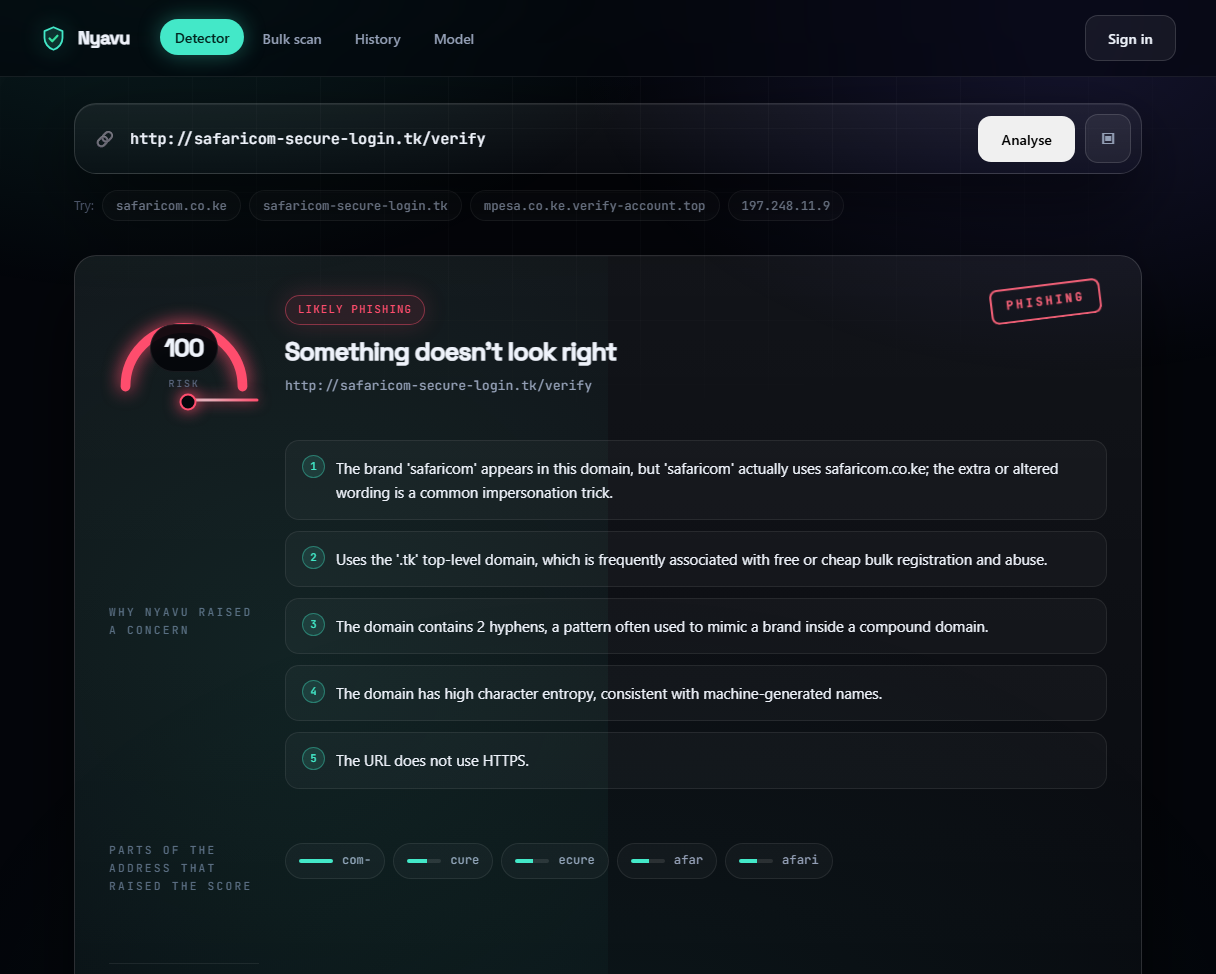 Nyavu
Detector
Bulk scan
History
Model
Sign in
http://safaricom-secure-login.tk/verify
Analyse
Try:
safaricom.co.ke
safaricom-secure-login.tk
mpesa.co.ke.verify-account.top
197.248.11.9
100
RISK
LIKELY PHISHING
PHISHING
Something doesn't look right
http://safaricom-secure-login.tk/verify
WHY NYAVU RAISED
A CONCERN
1
The brand 'safaricom' appears in this domain, but 'safaricom' actually uses safaricom.co.ke; the extra or altered
wording is a common impersonation trick.
2
Uses the '.tk' top-level domain, which is frequently associated with free or cheap bulk registration and abuse.
3
The domain contains 2 hyphens, a pattern often used to mimic a brand inside a compound domain.
4
The domain has high character entropy, consistent with machine-generated names.
5
The URL does not use HTTPS.
PARTS OF THE
ADDRESS THAT
RAISED THE SCORE
com-
cure
ecure
afar
afari